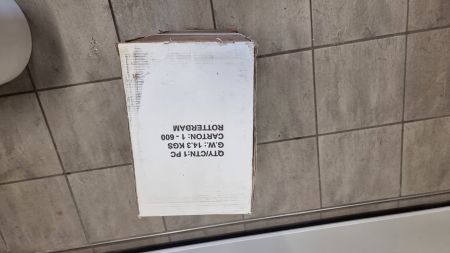 QTY/CTN: 1 PC
G.W.: 14.3 KGS
CARTON: 1 - 600
ROTTERDAM